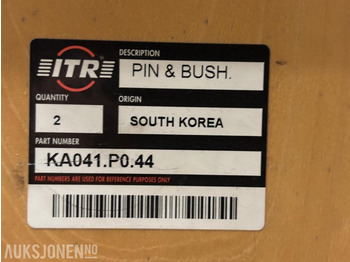 ITR
DESCRIPTION
PIN & BUSH.
QUANTITY
ORIGIN
2
SOUTH KOREA
PART NUMBER
KA041.P0.44
PART NUMBERS ARE USED FOR REFERENCE PURPOSES ONLY
AUKSJONEN.NO